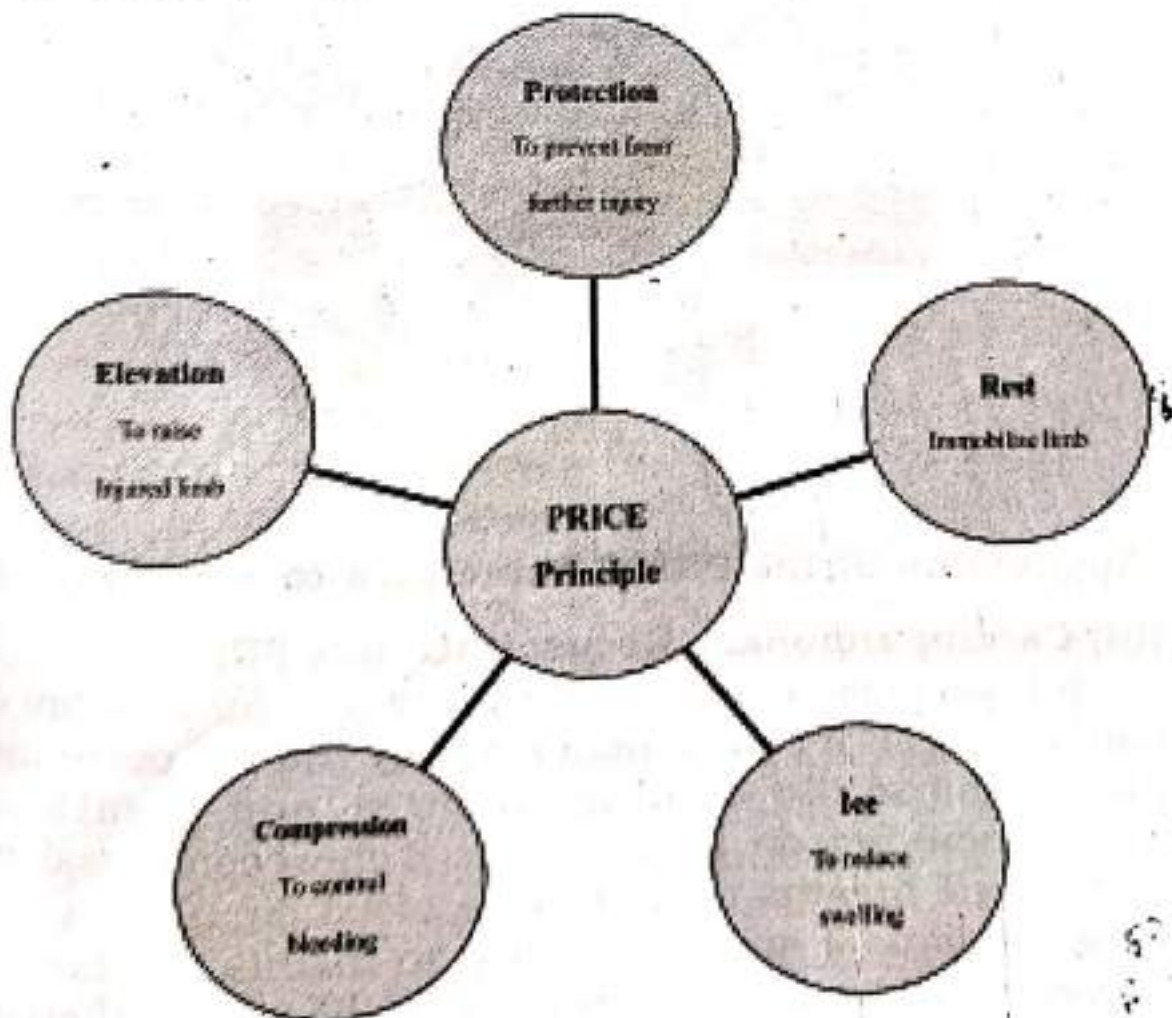 Protection
To prevent from
further injury
Rest
Immobilize limb
Ice
To reduce
swelling
Compression
To control
bleeding
Elevation
To raise
Injured limb
PRICE
Principle